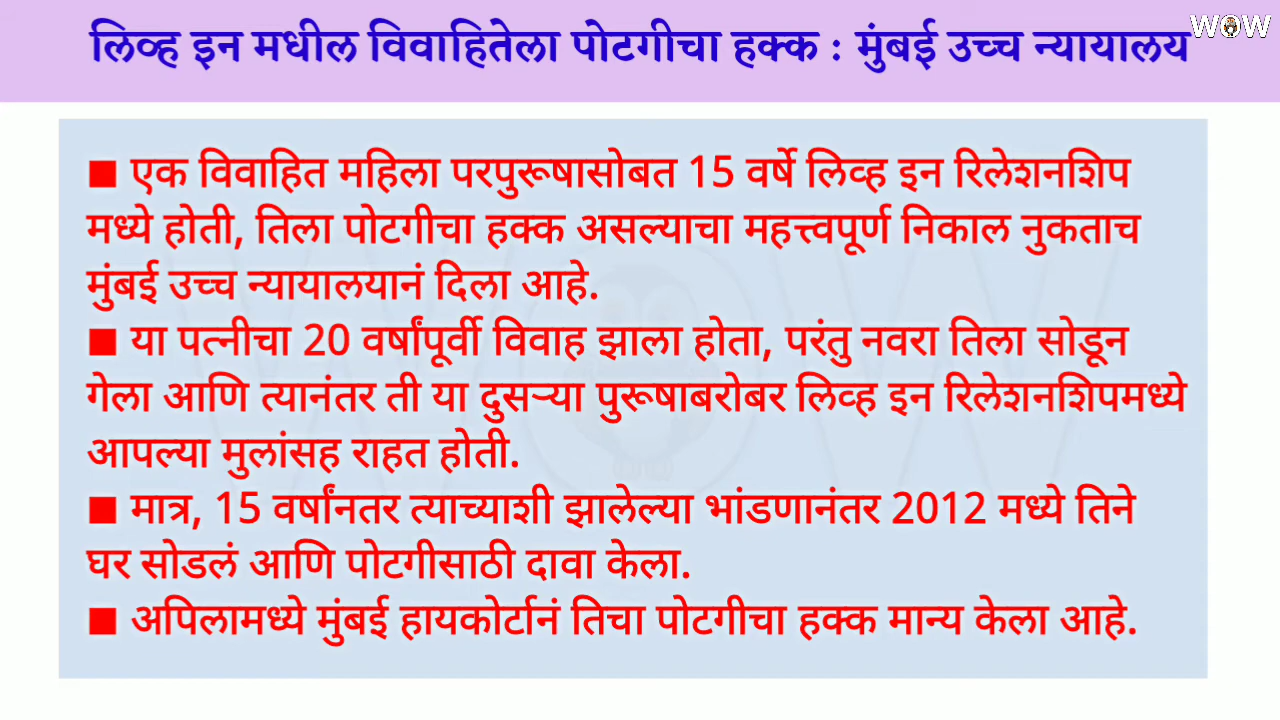 लिव्ह इन मधील विवाहितेला पोटगीचा हक्क : मुंबई उच्च न्यायालय
WOW
■ एक विवाहित महिला परपुरूषासोबत 15 वर्षे लिव्ह इन रिलेशनशिप
मध्ये होती, तिला पोटगीचा हक्क असल्याचा महत्त्वपूर्ण निकाल नुकताच
मुंबई उच्च न्यायालयानं दिला आहे.
■ या पत्नीचा 20 वर्षांपूर्वी विवाह झाला होता, परंतु नवरा तिला सोडून
गेला आणि त्यानंतर ती या दुसऱ्या पुरूषाबरोबर लिव्ह इन रिलेशनशिपमध्ये
आपल्या मुलांसह राहत होती.
■ मात्र, 15 वर्षांनतर त्याच्याशी झालेल्या भांडणानंतर 2012 मध्ये तिने
घर सोडलं आणि पोटगीसाठी दावा केला.
■ अपिलामध्ये मुंबई हायकोर्टानं तिचा पोटगीचा हक्क मान्य केला आहे.